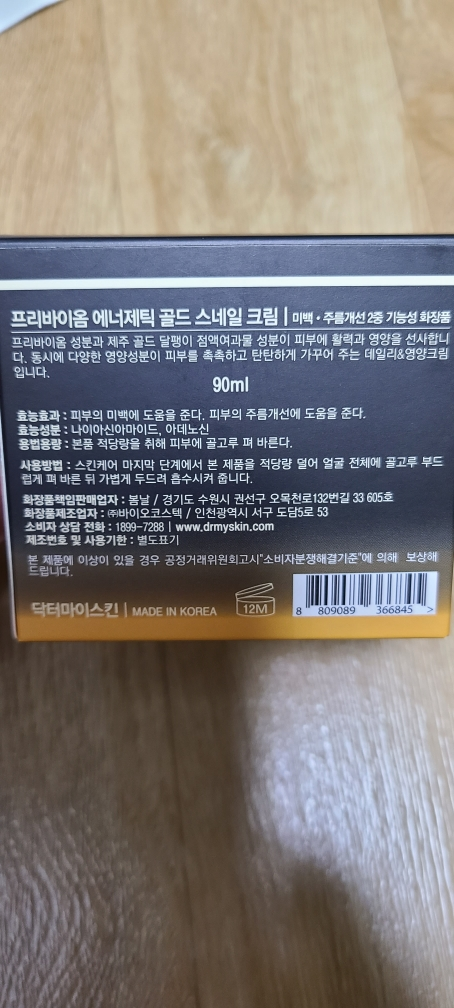 프리바이옴 에너제틱 골드 스네일 크림 | 미백 • 주름개선 2중 기능성 화장품
프리바이옴 성분과 제주 골드 달팽이 점액여과물 성분이 피부에 활력과 영양을 선사합니
다. 동시에 다양한 영양성분이 피부를 촉촉하고 탄탄하게 가꾸어 주는 데일리&영양크림
입니다.
90ml
효능효과 : 피부의 미백에 도움을 준다. 피부의 주름개선에 도움을 준다.
효능성분 : 나이아신아마이드, 아데노신
용법용량 : 본품 적당량을 취해 피부에 골고루 펴 바른다.
사용방법 : 스킨케어 마지막 단계에서 본 제품을 적당량 덜어 얼굴 전체에 골고루 부드
럽게 펴 바른 뒤 가볍게 두드려 흡수시켜 줍니다.
화장품책임판매업자 : 봄날 / 경기도 수원시 권선구 오목천로132번길 33 605호
화장품제조업자 : ㈜바이오코스텍 / 인천광역시 서구 도담5로 53
소비자 상담 전화 : 1899-7288 | www.drmyskin.com
제조번호 및 사용기한 : 별도표기
본 제품에 이상이 있을 경우 공정거래위원회고시"소비자분쟁해결기준"에 의해 보상해
드립니다.
닥터마이스킨 | MADE IN KOREA 12M 8 809089 366845 >